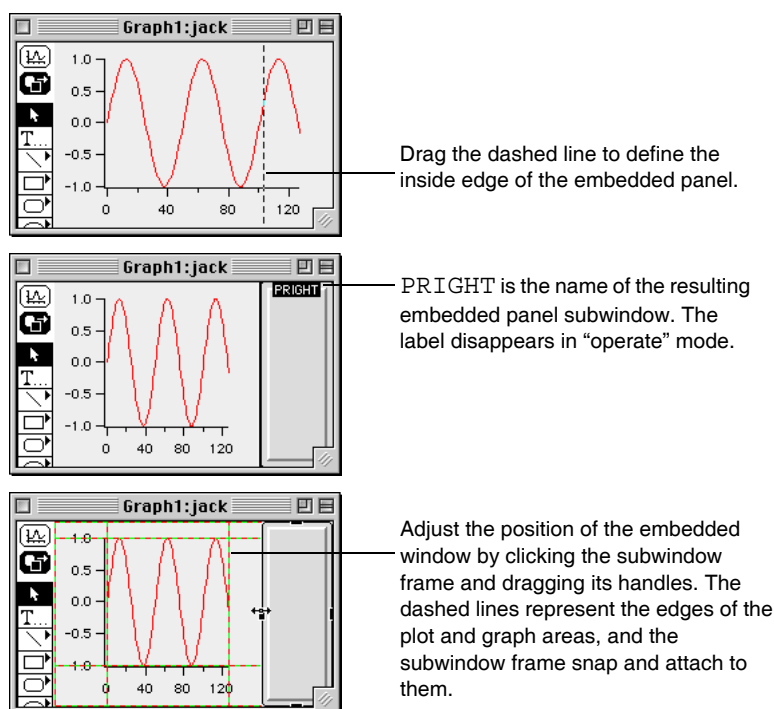 Graph1:jack
1.0
0.5
0.0
-0.5
-1.0
0 40 80 120
T...
Drag the dashed line to define the
inside edge of the embedded panel.
Graph1:jack
PRIGHT
1.0
0.5
0.0
-0.5
-1.0
0 40 80 120
T...
PRIGHT is the name of the resulting
embedded panel subwindow. The
label disappears in “operate” mode.
Graph1:jack
1.0
0.5
0.0
-0.5
-1.0
0 40 80 120
T...
Adjust the position of the embedded
window by clicking the subwindow
frame and dragging its handles. The
dashed lines represent the edges of the
plot and graph areas, and the
subwindow frame snap and attach to
them.